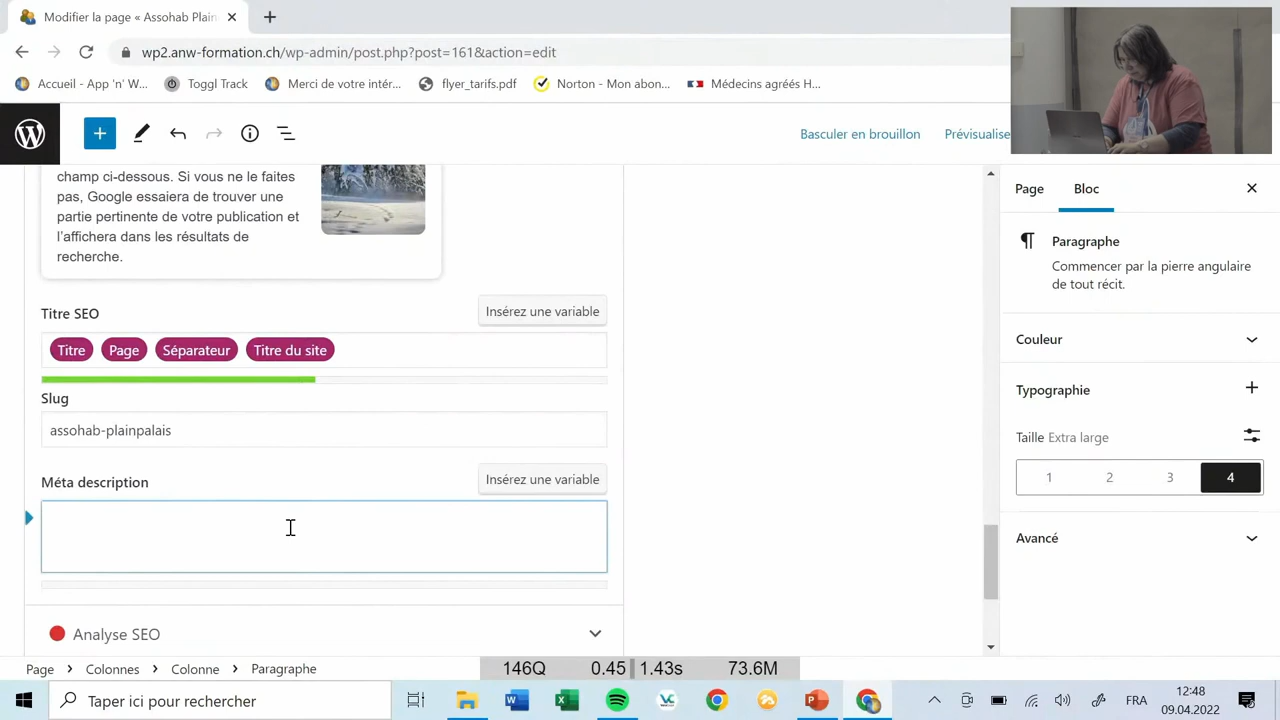 Modifier la page « Assohab Plain
wp2.anw-formation.ch/wp-admin/post.php?post=161&action=edit
Accueil - App 'n' W...
Toggl Track
Merci de votre intér...
flyer_tarifs.pdf
Norton - Mon abon...
Médecins agréés H...
Basculer en brouillon
Prévisualise
champ ci-dessous. Si vous ne le faites
pas, Google essaiera de trouver une
partie pertinente de votre publication et
l'affichera dans les résultats de
recherche.
Titre SEO
Insérez une variable
Titre Page Séparateur Titre du site
Slug
assohab-plainpalais
Méta description
Insérez une variable
Analyse SEO
Page Colonnes Colonne Paragraphe
Page Bloc
Paragraphe
Commencer par la pierre angulaire
de tout récit.
Couleur
Typographie
Taille Extra large
1 2 3 4
Avancé
146Q 0.45 1.43s 73.6M
Taper ici pour rechercher
FRA
12:48
09.04.2022